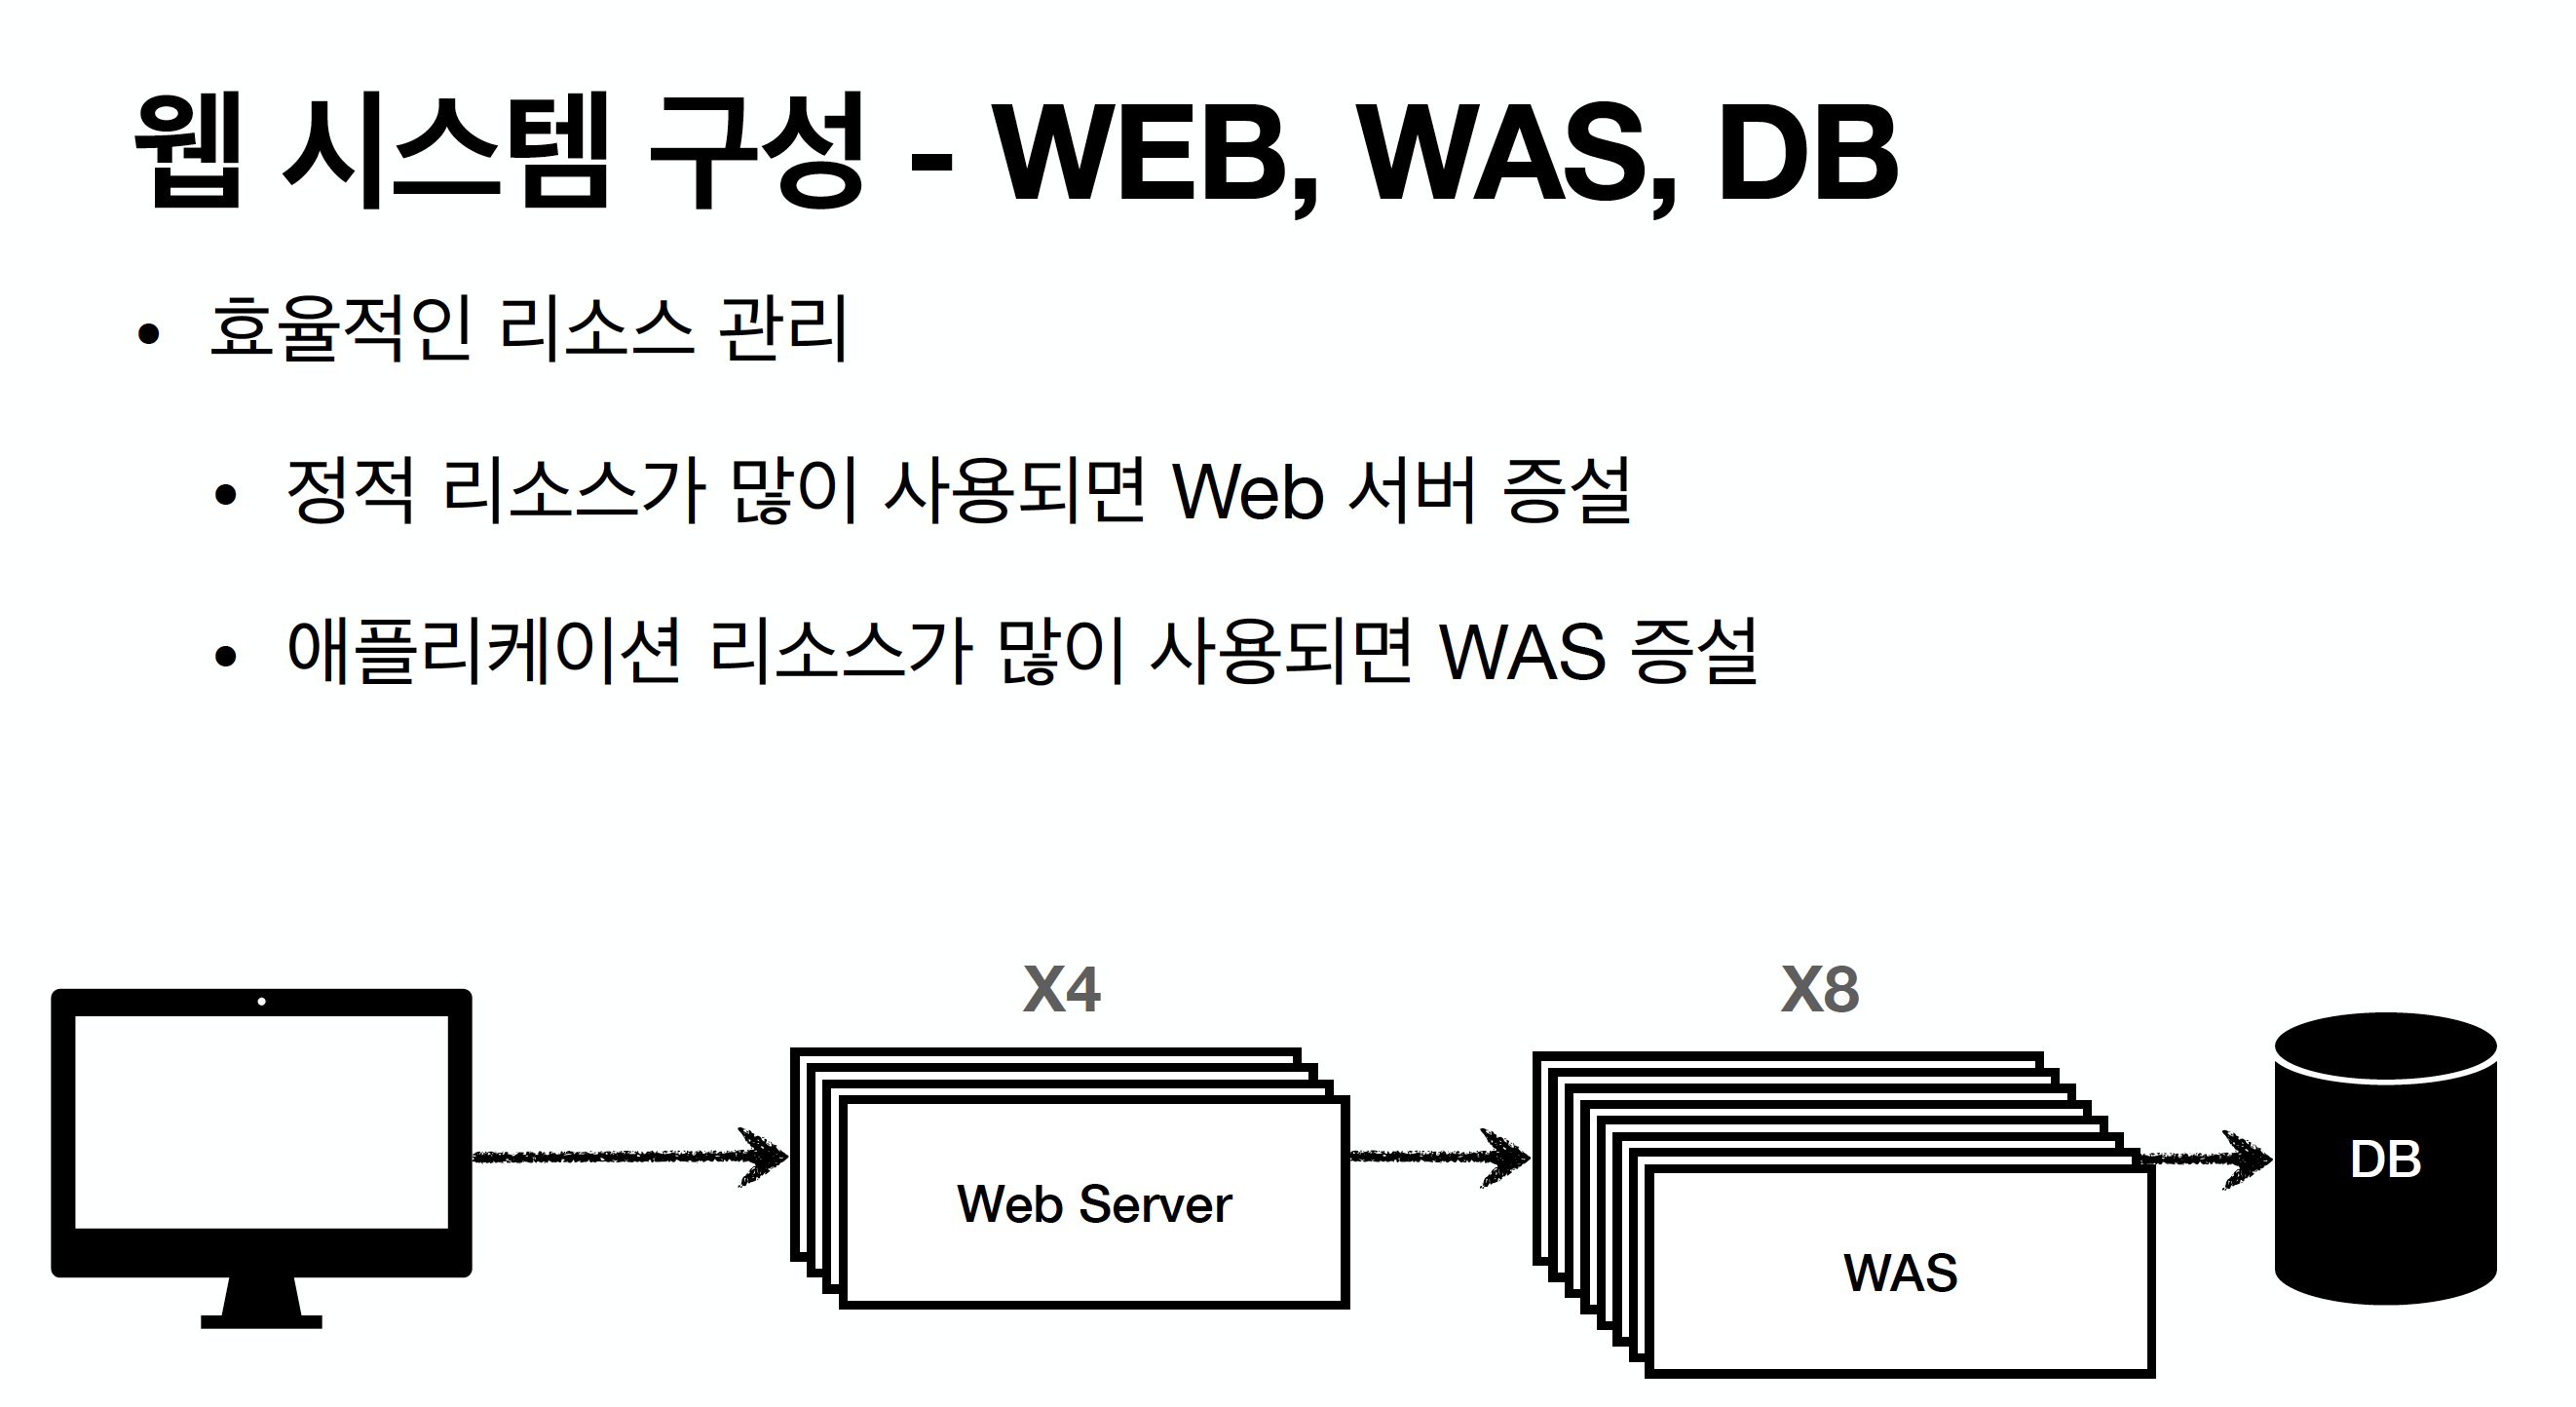 웹 시스템 구성 - WEB, WAS, DB
• 효율적인 리소스 관리
• 정적 리소스가 많이 사용되면 Web 서버 증설
• 애플리케이션 리소스가 많이 사용되면 WAS 증설
X4
X8
Web Server
WAS
DB